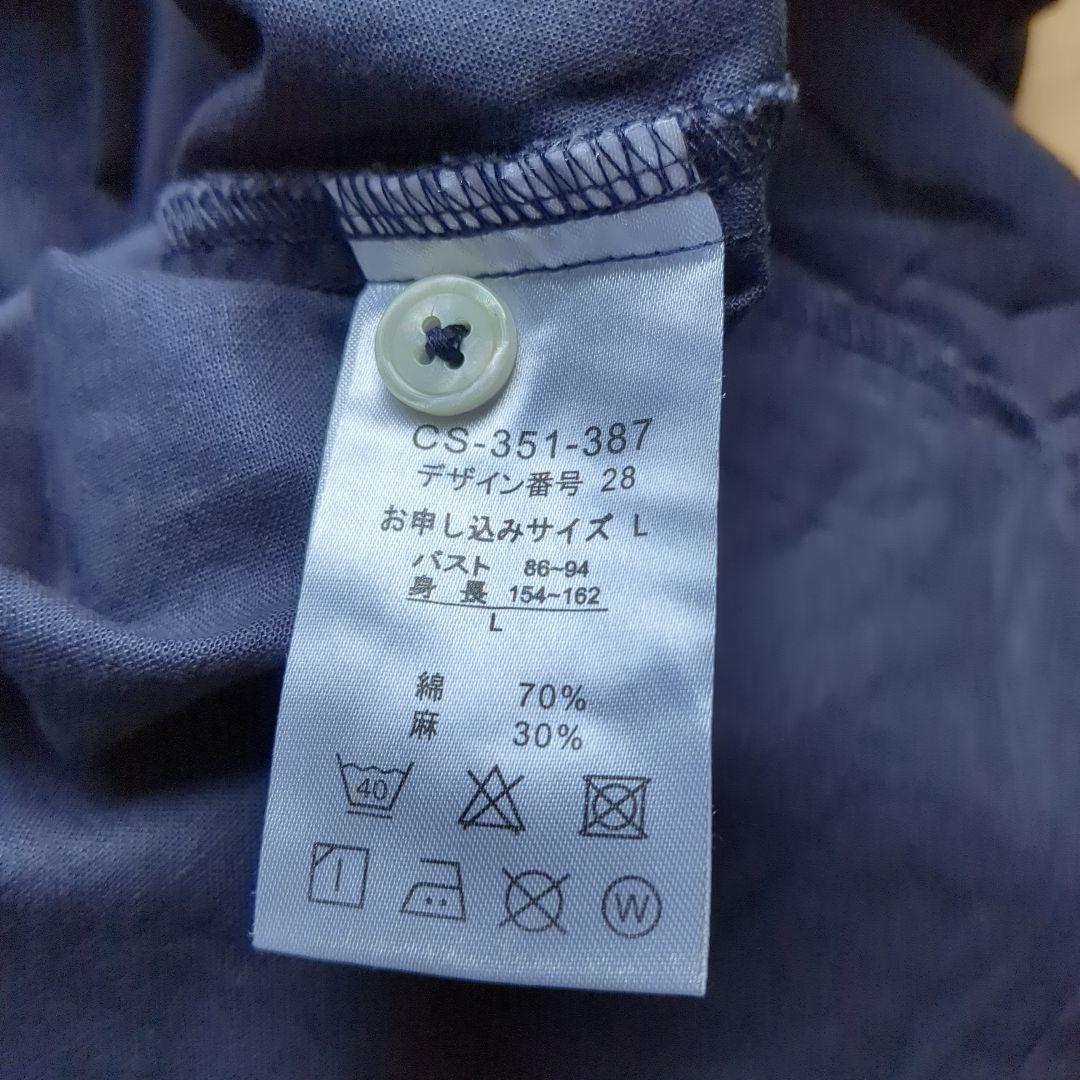 CS-351-387
デザイン番号 28
お申し込みサイズ L
バスト 86~94
身 長 154~162
L
綿 70%
麻 30%
40
W